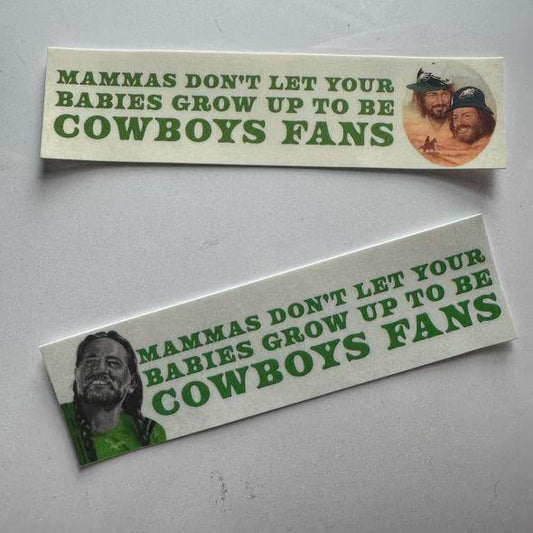 MAMMAS DON'T LET YOUR
BABIES GROW UP TO BE
COWBOYS FANS
MAMMAS DON'T LET YOUR
BABIES GROW UP TO BE
COWBOYS FANS